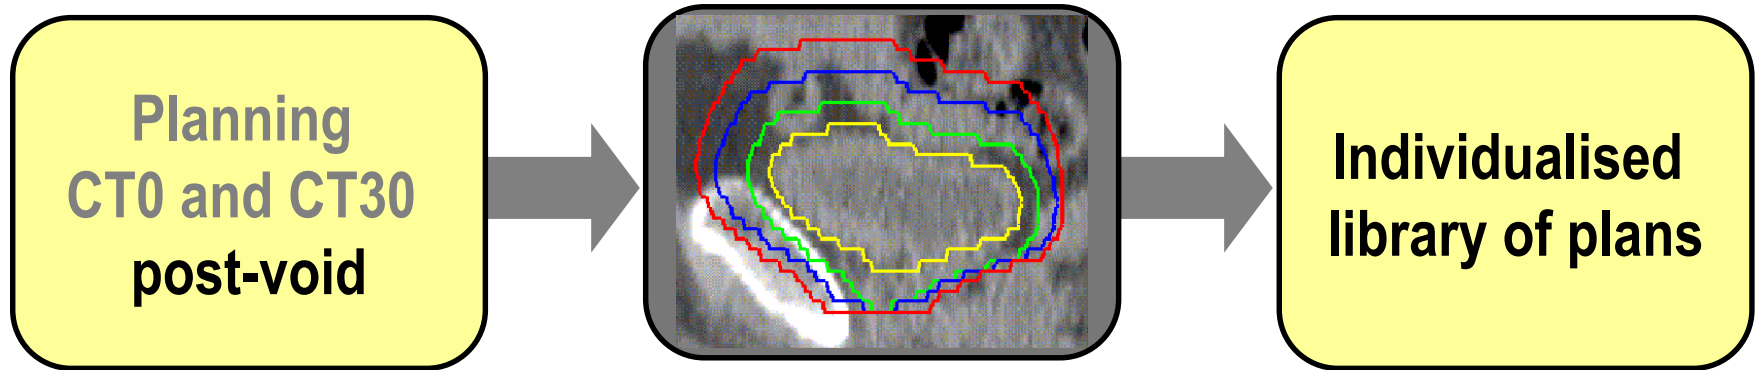 Planning
CT0 and CT30
post-void
Individualised
library of plans